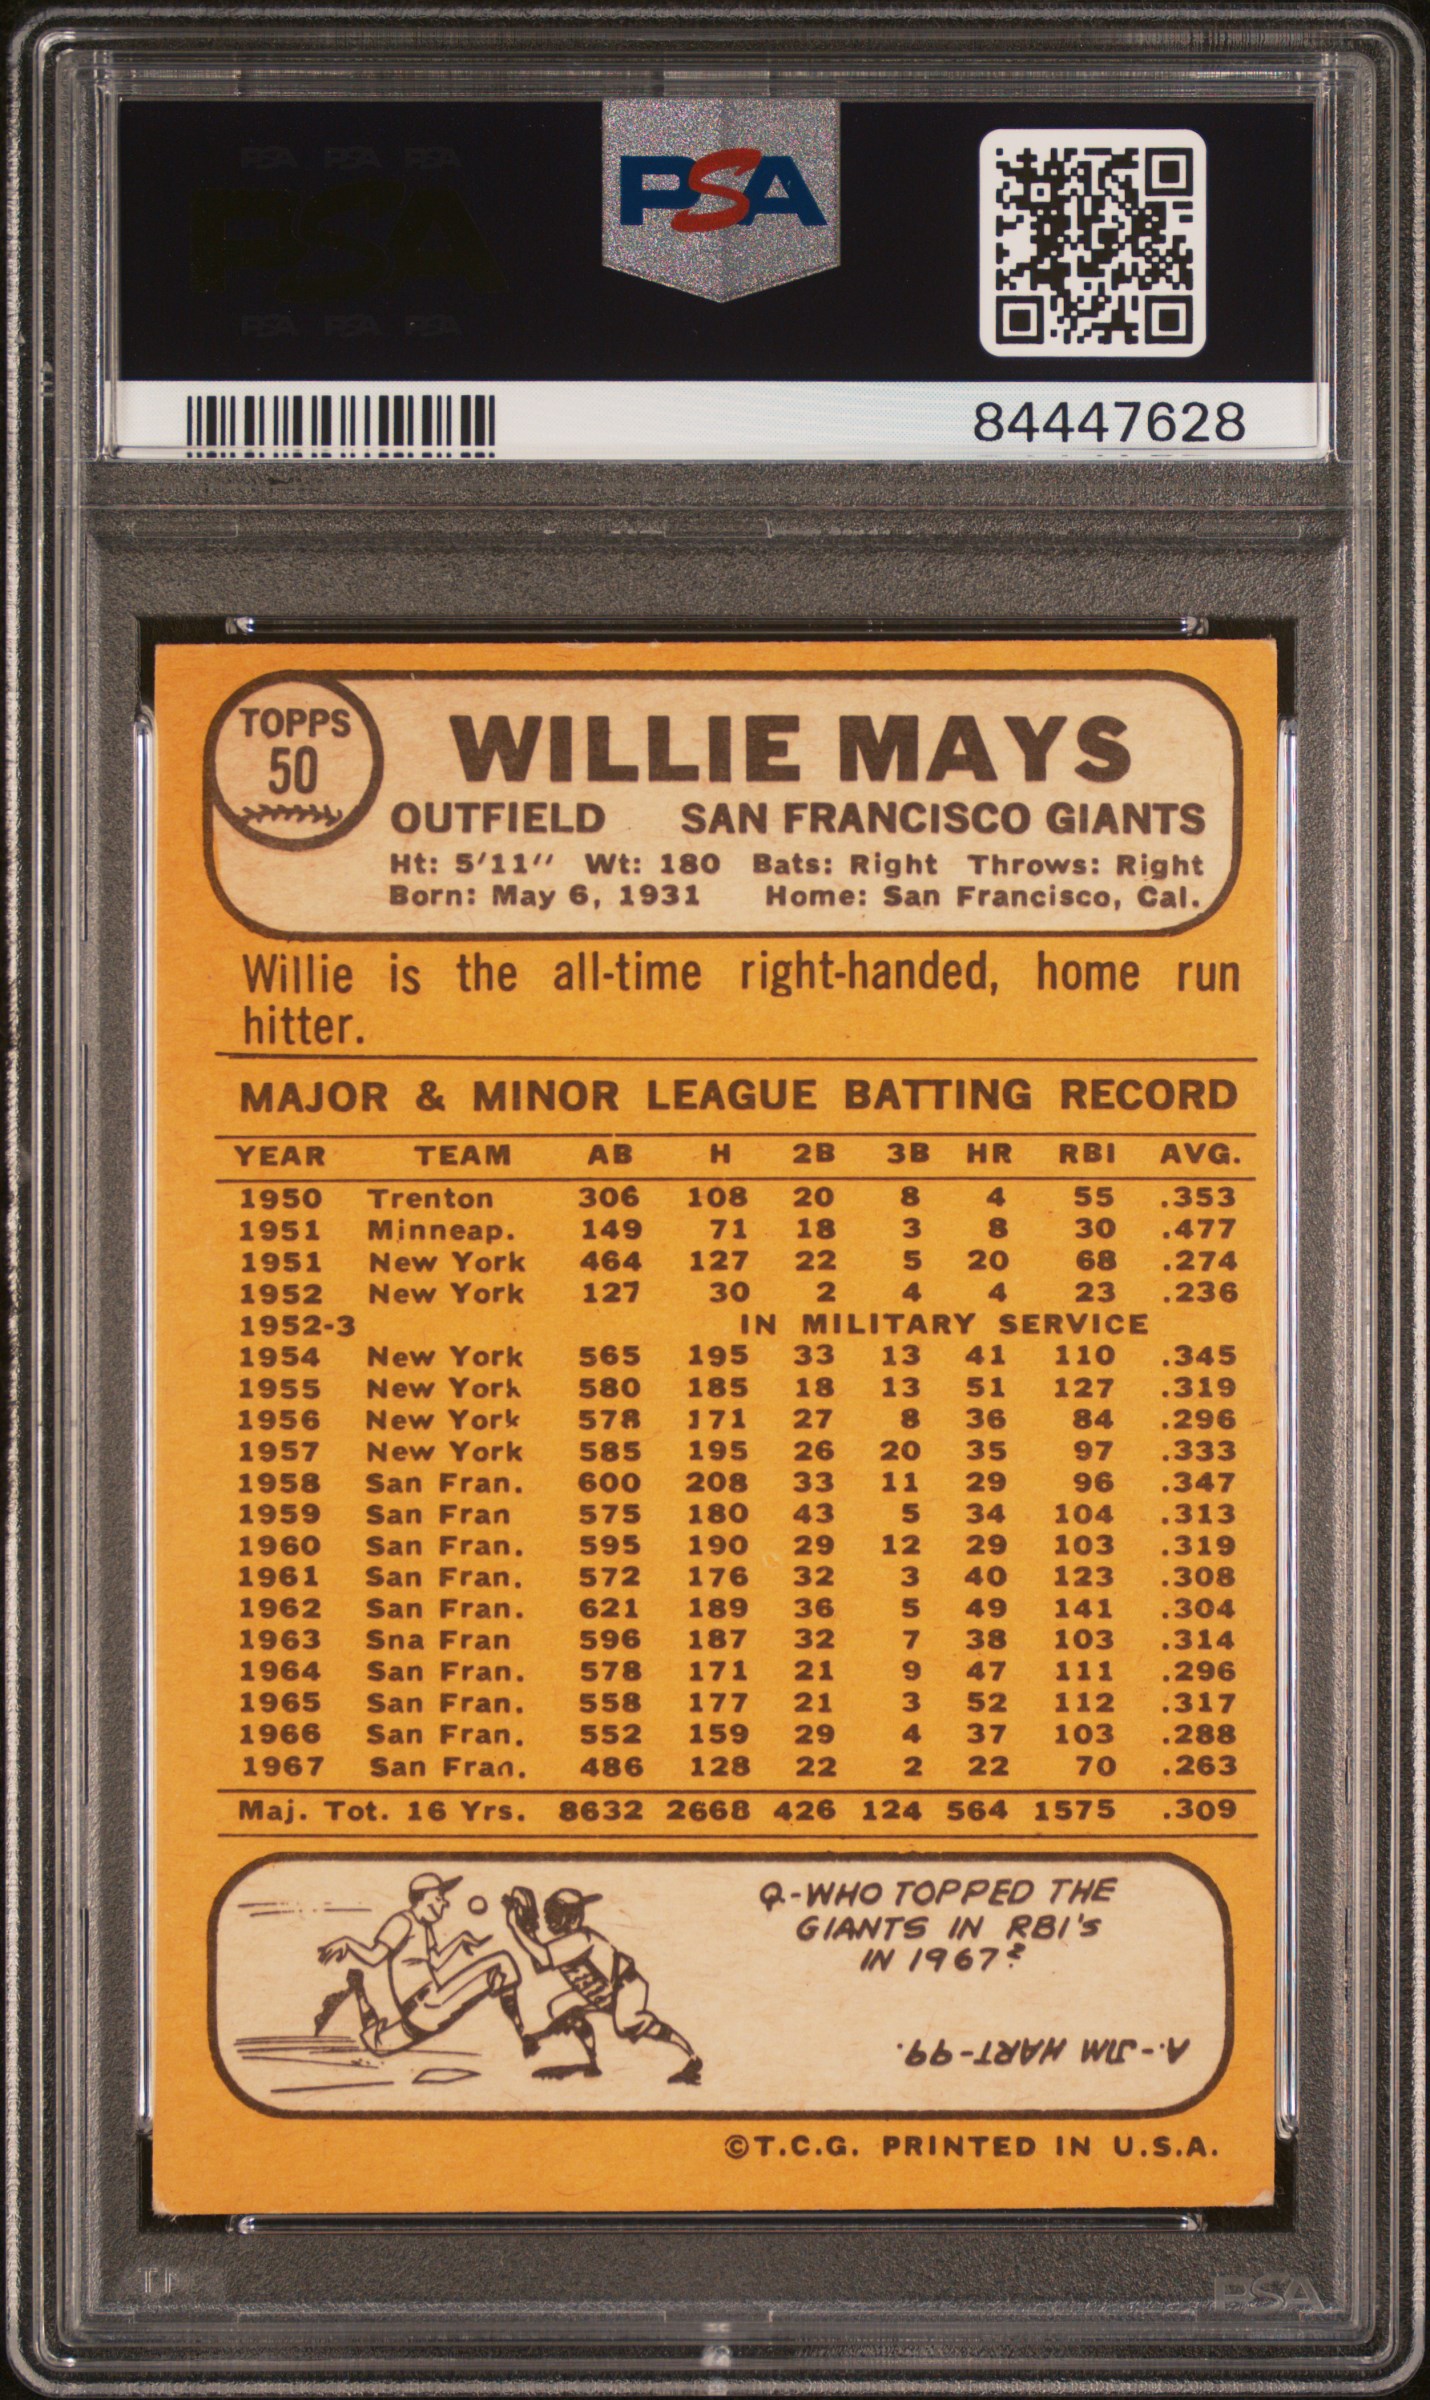 PSA PSA PSA
PSA
PSA PSA PSA
PSA
84447628
TOPPS
50
WILLIE MAYS
OUTFIELD SAN FRANCISCO GIANTS
Ht: 5'11" Wt: 180 Bats: Right Throws: Right
Born: May 6, 1931 Home: San Francisco, Cal.
Willie is the all-time right-handed, home run
hitter.
MAJOR & MINOR LEAGUE BATTING RECORD
YEAR TEAM AB H 2B 3B HR RBI AVG.
1950 Trenton 306 108 20 8 4 55 .353
1951 Minneap. 149 71 18 3 8 30 .477
1951 New York 464 127 22 5 20 68 .274
1952 New York 127 30 2 4 4 23 .236
1952-3 IN MILITARY SERVICE
1954 New York 565 195 33 13 41 110 .345
1955 New York 580 185 18 13 51 127 .319
1956 New York 578 171 27 8 36 84 .296
1957 New York 585 195 26 20 35 97 .333
1958 San Fran. 600 208 33 11 29 96 .347
1959 San Fran 575 180 43 5 34 104 .313
1960 San Fran. 595 190 29 12 29 103 .319
1961 San Fran. 572 176 32 3 40 123 .308
1962 San Fran. 621 189 36 5 49 141 .304
1963 Sna Fran 596 187 32 7 38 103 .314
1964 San Fran. 578 171 21 9 47 111 .296
1965 San Fran. 558 177 21 3 52 112 .317
1966 San Fran. 552 159 29 4 37 103 .288
1967 San Fran. 486 128 22 2 22 70 .263
Maj. Tot. 16 Yrs. 8632 2668 426 124 564 1575 .309
Q-WHO TOPPED THE
GIANTS IN RBI's
IN 1967?
A.-JIM HART-99.
©T.C.G. PRINTED IN U.S.A.
PSA